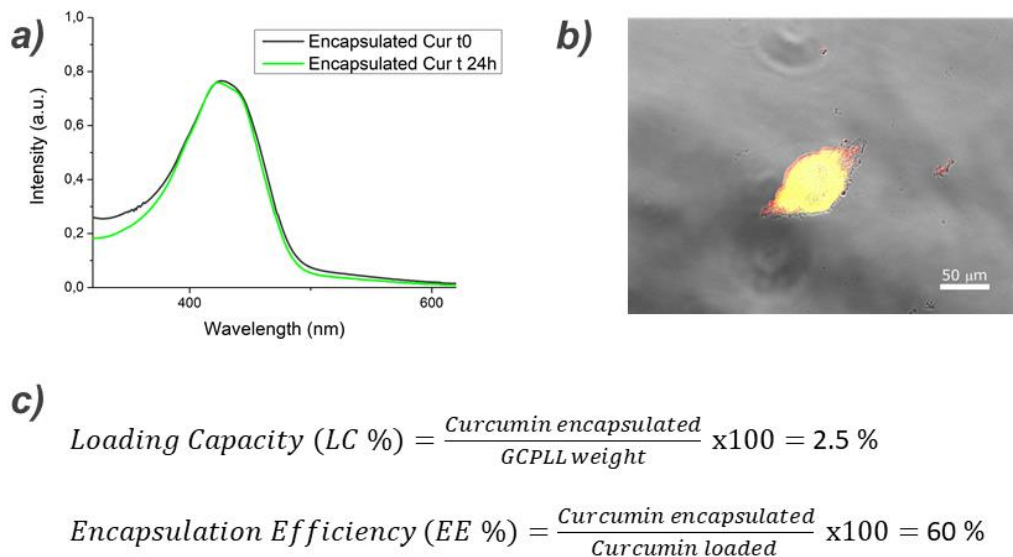 a)
1,0
0,8
0,6
0,4
0,2
0,0
Intensity (a.u.)
Encapsulated Cur t0
Encapsulated Cur t 24h
400
600
Wavelength (nm)
b)
50 μm
c)
Loading Capacity (LC %) = Curcumin encapsulated / GCPLL weight x100 = 2.5 %
Encapsulation Efficiency (EE %) = Curcumin encapsulated / Curcumin loaded x100 = 60 %